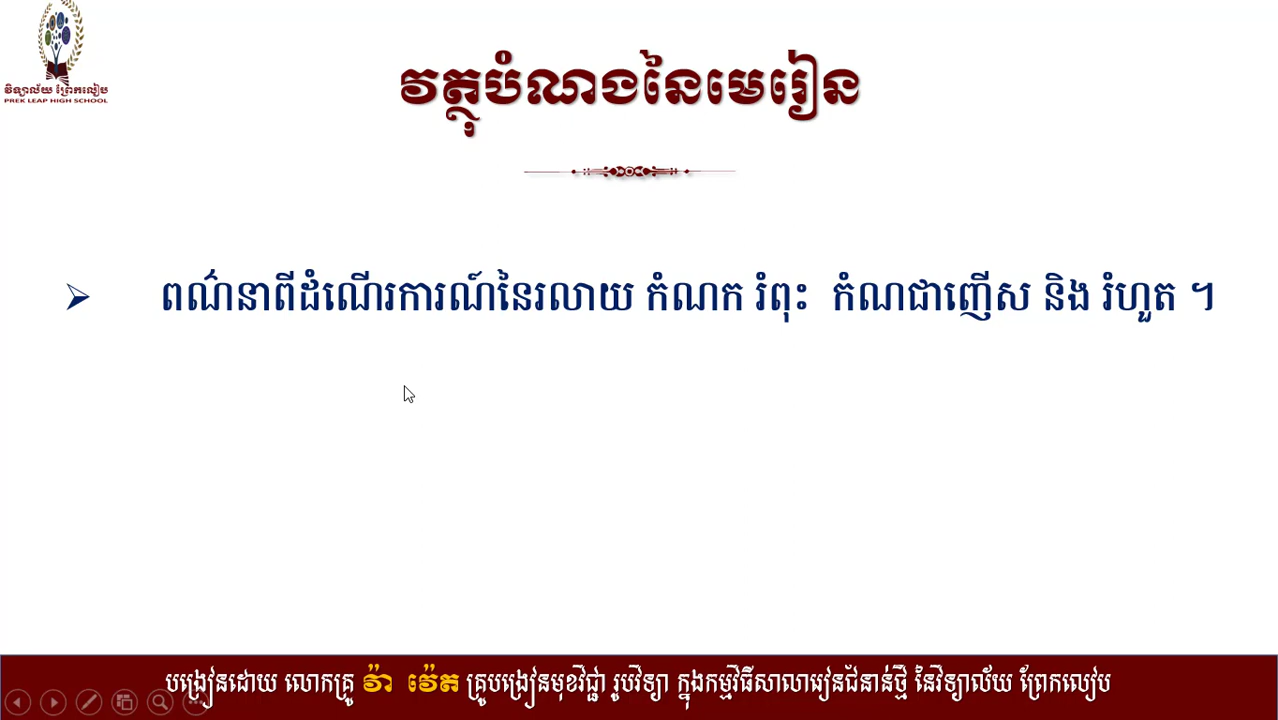 វិទ្យាល័យ ព្រែកលៀប
PREK LEAP HIGH SCHOOL
វត្ថុបំណងនៃមេរៀន
ពណ៌នាពីដំណើរការណ៍នៃរលាយ កំណក រំពុះ កំណជាញើស និង រំហួត ។
បង្រៀនដោយ លោកគ្រូ វ៉ា វ៉េត គ្រូបង្រៀនមុខវិជ្ជា រូបវិទ្យា ក្នុងកម្មវិធីសាលារៀនជំនាន់ថ្មី នៃវិទ្យាល័យ ព្រែកលៀប